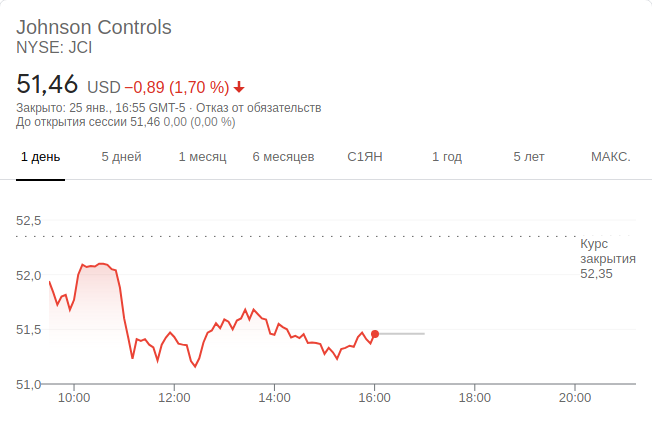 Johnson Controls
NYSE: JCI
51,46 USD −0,89 (1,70 %)
Закрыто: 25 янв., 16:55 GMT-5 · Отказ от обязательств
До открытия сессии 51,46 0,00 (0,00 %)
1 день 5 дней 1 месяц 6 месяцев С1ЯН 1 год 5 лет МАКС.
52,5
Курс
закрытия
52,35
52,0
51,5
51,0
10:00 12:00 14:00 16:00 18:00 20:00